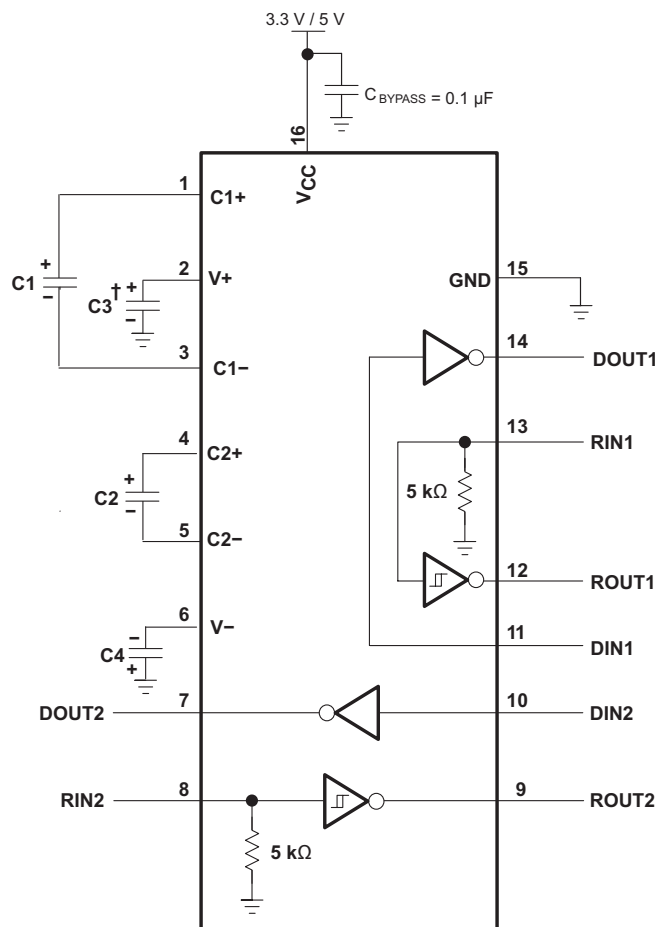 3.3 V / 5 V
C BYPASS = 0.1 µF
16
VCC
1
C1+
C1
+
−
2
V+
C3†
+
−
15
GND
14
DOUT1
3
C1−
4
C2+
13
RIN1
5 kΩ
C2
+
−
5
C2−
12
ROUT1
6
V−
11
DIN1
C4
−
+
DOUT2
7
10
DIN2
RIN2
8
9
ROUT2
5 kΩ